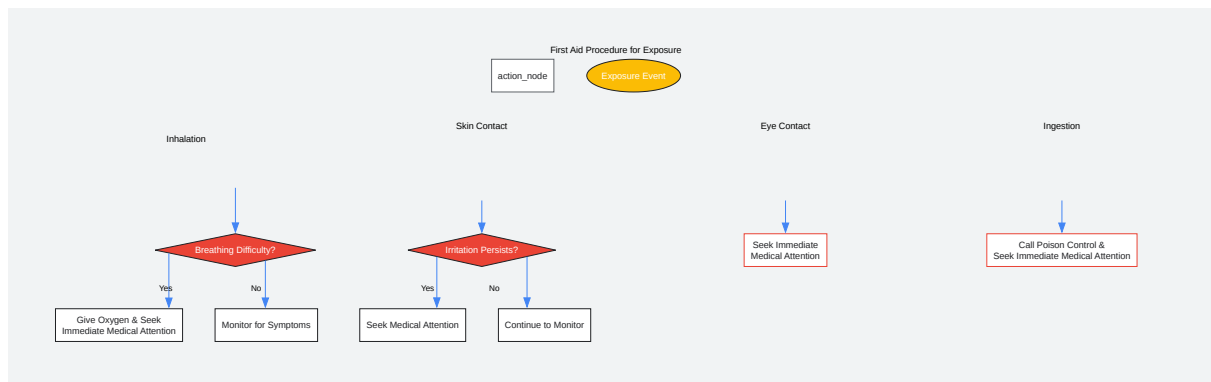 First Aid Procedure for Exposure
action_node
Exposure Event
Inhalation
Skin Contact
Eye Contact
Ingestion
Breathing Difficulty?
Irritation Persists?
Seek Immediate
Medical Attention
Call Poison Control &
Seek Immediate Medical Attention
Yes
No
Yes
No
Give Oxygen & Seek
Immediate Medical Attention
Monitor for Symptoms
Seek Medical Attention
Continue to Monitor